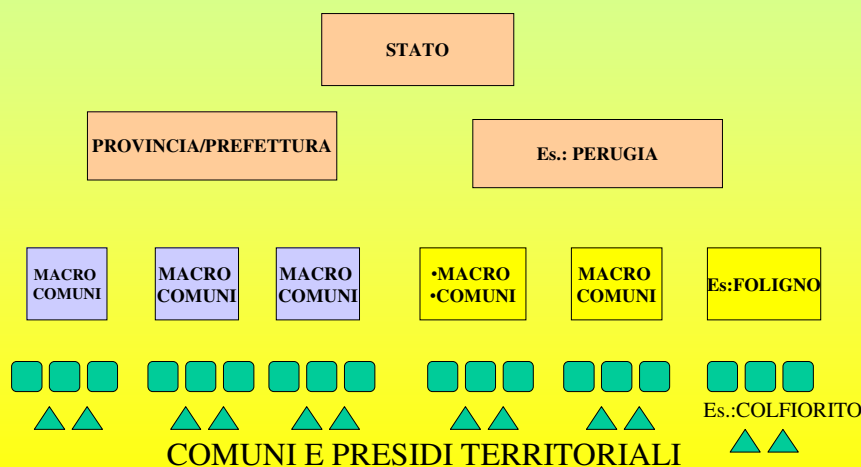 STATO
PROVINCIA/PREFETTURA
Es.: PERUGIA
MACRO
COMUNI
MACRO
COMUNI
MACRO
COMUNI
•MACRO
•COMUNI
MACRO
COMUNI
Es:FOLIGNO
Es.:COLFIORITO
COMUNI E PRESIDI TERRITORIALI